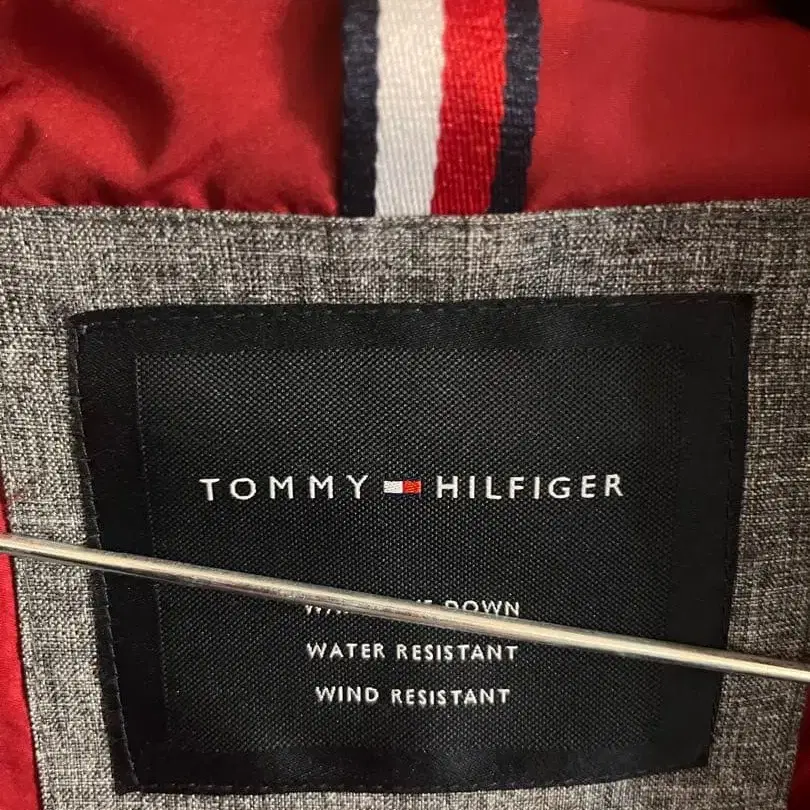 TOMMY HILFIGER
DOWN
WATER RESISTANT
WIND RESISTANT